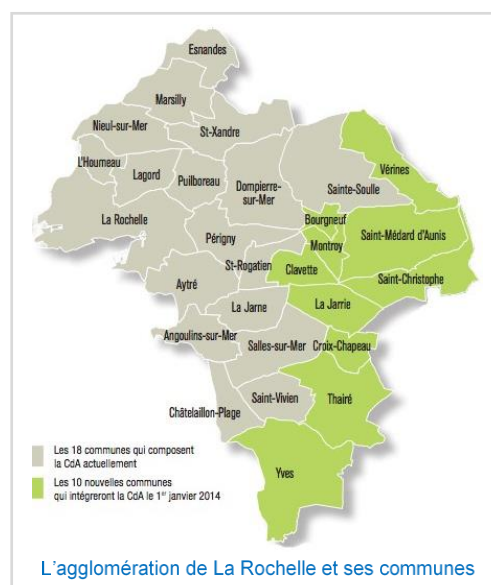 Esnandes
Marsilly
Nieul-sur-Mer
St-Xandre
L'Houmeau
Lagord
Puilboreau
Dompierre-
sur-Mer
Sainte-Soulle
Vérines
La Rochelle
Périgny
Bourgneuf
Montroy
Saint-Médard d'Aunis
St-Rogatien
Clavette
Saint-Christophe
Aytré
La Jarne
La Jarrie
Angoulins-sur-Mer
Salles-sur-Mer
Croix-Chapeau
Saint-Vivien
Thairé
Châtelaillon-Plage
Yves
Les 18 communes qui composent
la CdA actuellement
Les 10 nouvelles communes
qui intégreront la CdA le 1er janvier 2014
L'agglomération de La Rochelle et ses communes